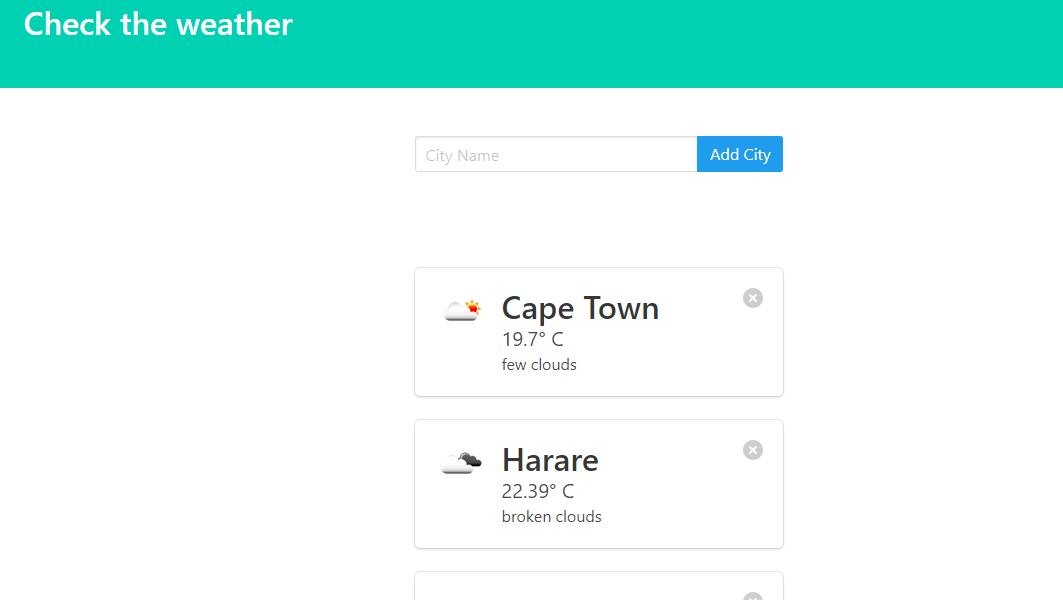 Check the weather
City Name
Add City
Cape Town
19.7° C
few clouds
Harare
22.39° C
broken clouds